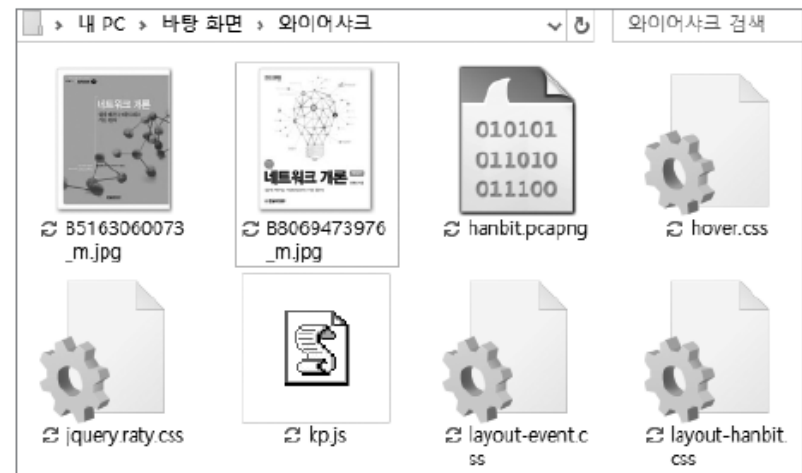 내 PC > 바탕 화면 > 와이어샤크
와이어샤크 검색
네트워크 개론
네트워크 개론
010101
011010
011100
B5163060073
_m.jpg
B8069473976
_m.jpg
hanbit.pcapng
hover.css
jquery.raty.css
kp.js
layout-event.c
ss
layout-hanbit.
css